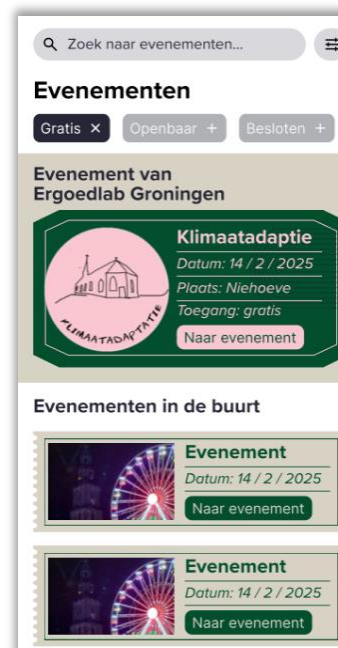 Zoek naar evenementen...
Evenementen
Gratis ×
Openbaar +
Besloten +
Evenement van
Ergoedlab Groningen
Klimaatadaptie
Datum: 14 / 2 / 2025
Plaats: Niehoeve
Toegang: gratis
Naar evenement
KLIMAATADAPTATIE
Evenementen in de buurt
Evenement
Datum: 14 / 2 / 2025
Naar evenement
Evenement
Datum: 14 / 2 / 2025
Naar evenement